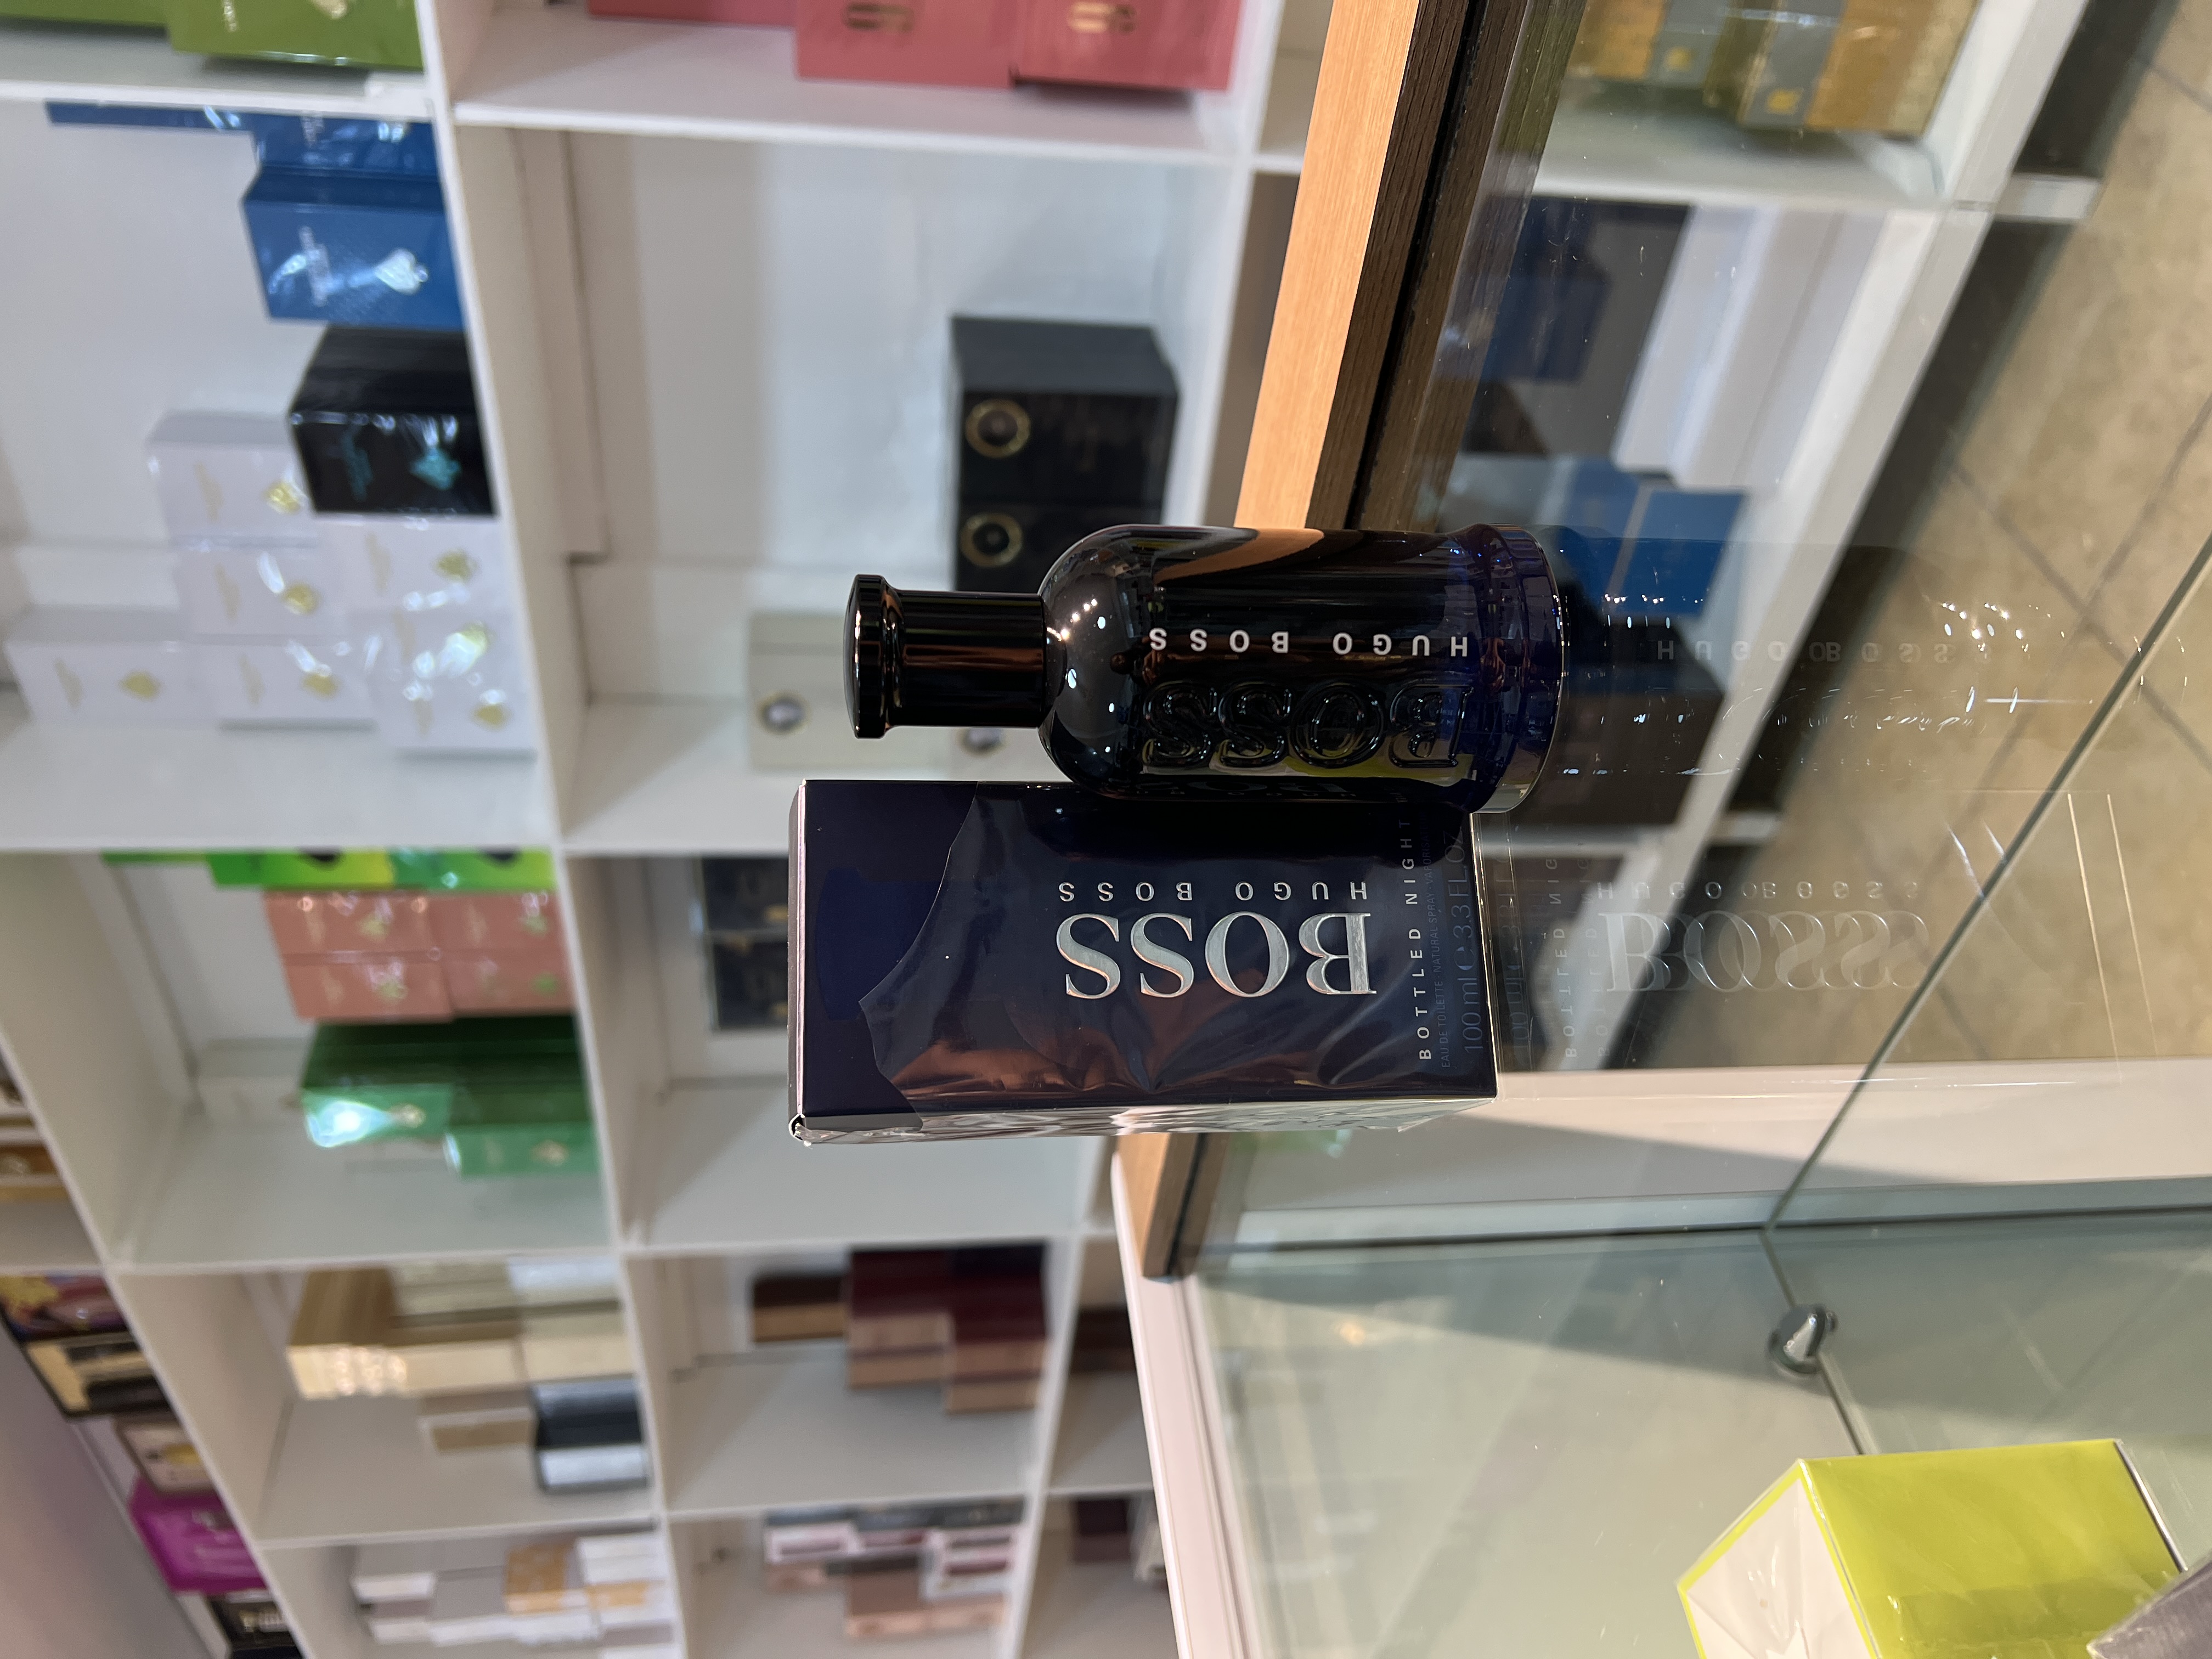 BOSS
HUGO BOSS
BOTTLED NIGHT
EAU DE TOILETTE NATURAL SPRAY
100 ml e 3.3 FL.OZ.
HUGO BOSS
BOSS